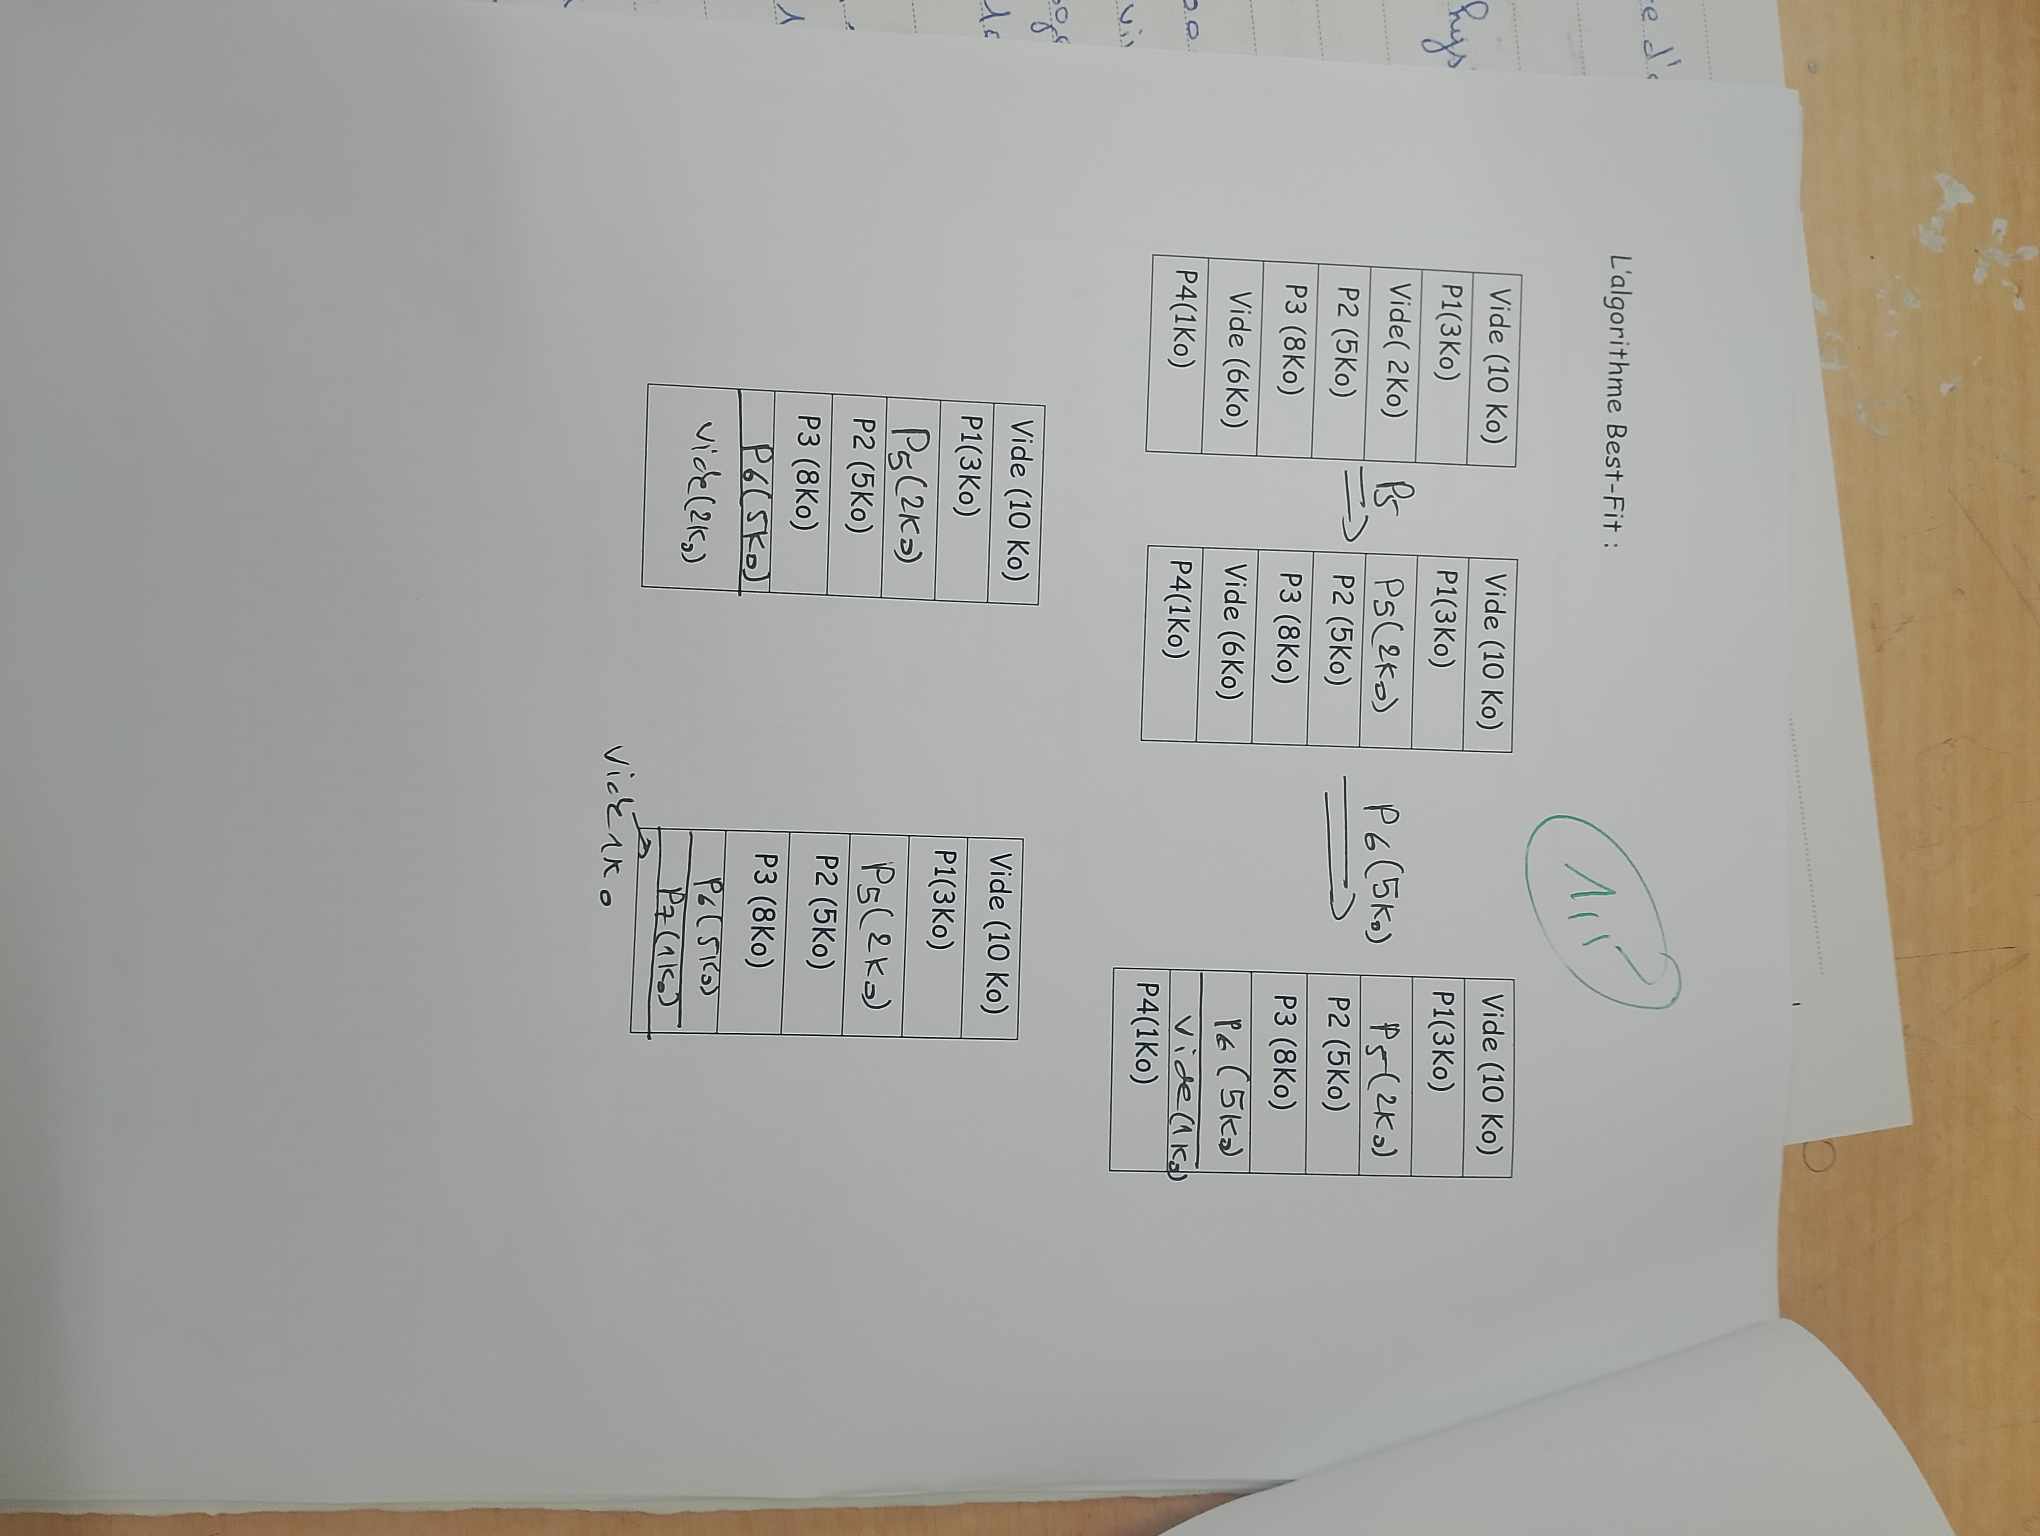 L'algorithme Best-Fit :
1,5
Vide (10 Ko)
P1(3Ko)
Vide( 2Ko)
P2 (5Ko)
P3 (8Ko)
Vide (6Ko)
P4(1Ko)
P5
Vide (10 Ko)
P1(3Ko)
P5(2Ko)
P2 (5Ko)
P3 (8Ko)
Vide (6Ko)
P4(1Ko)
P6(5Ko)
Vide (10 Ko)
P1(3Ko)
P5(2Ko)
P2 (5Ko)
P3 (8Ko)
P6(5Ko)
Vide(1Ko)
P4(1Ko)
Vide (10 Ko)
P1(3Ko)
P5(2Ko)
P2 (5Ko)
P3 (8Ko)
P6(5Ko)
Vide(2Ko)
Vide (10 Ko)
P1(3Ko)
P5(2Ko)
P2 (5Ko)
P3 (8Ko)
P6(5Ko)
P7(1Ko)
Vide 1Ko